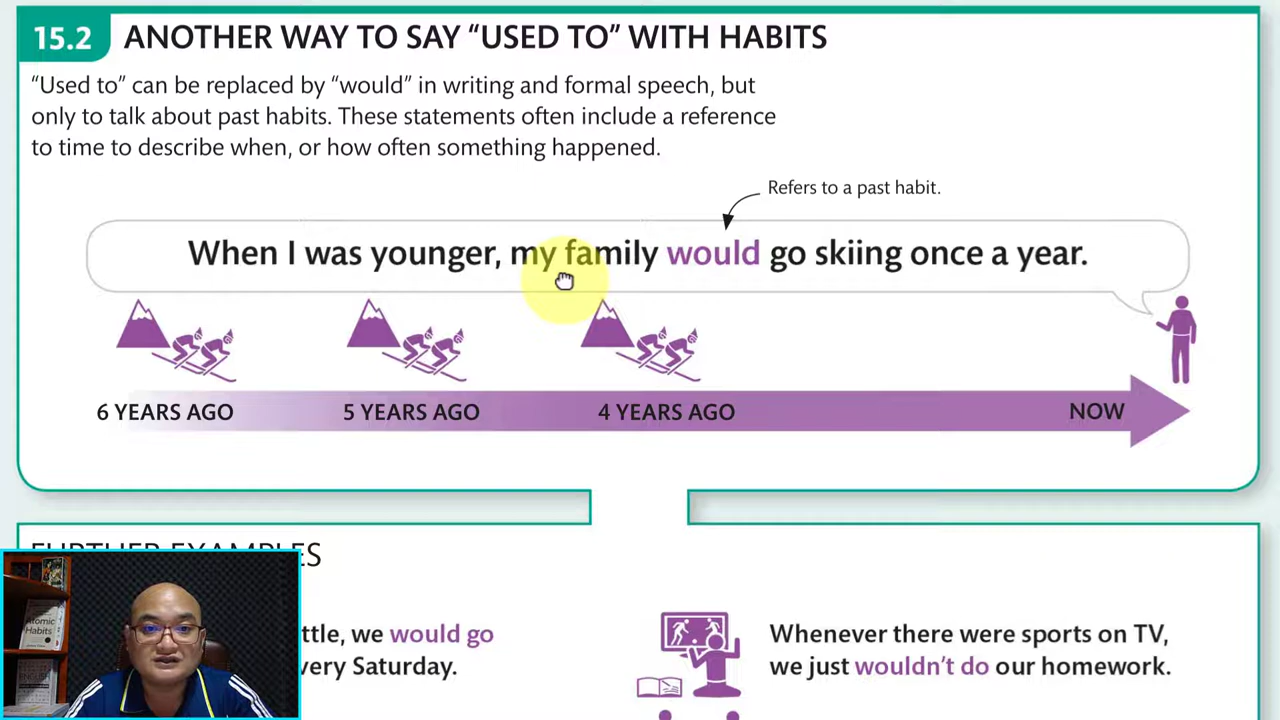 15.2 ANOTHER WAY TO SAY “USED TO” WITH HABITS
“Used to” can be replaced by “would” in writing and formal speech, but
only to talk about past habits. These statements often include a reference
to time to describe when, or how often something happened.
Refers to a past habit.
When I was younger, my family would go skiing once a year.
6 YEARS AGO 5 YEARS AGO 4 YEARS AGO NOW
FURTHER EXAMPLES
ttle, we would go
very Saturday.
Whenever there were sports on TV,
we just wouldn’t do our homework.
Atomic
Habits